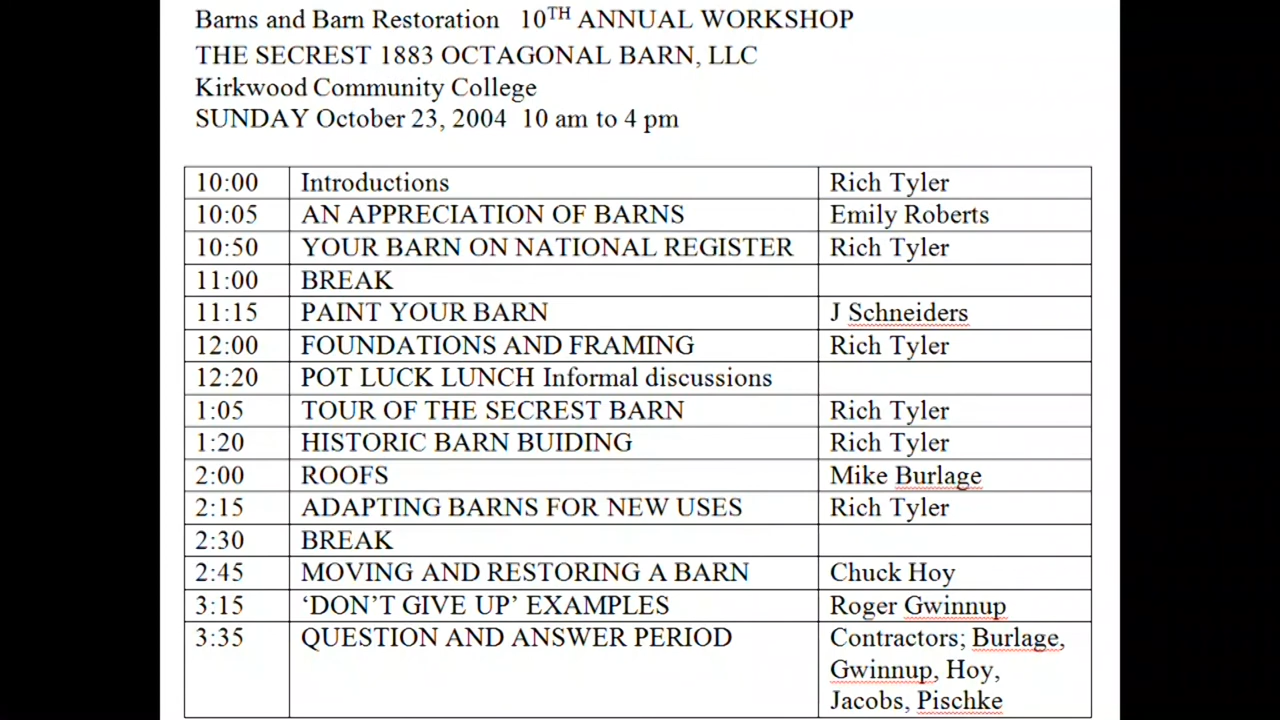 Barns and Barn Restoration 10TH ANNUAL WORKSHOP
THE SECREST 1883 OCTAGONAL BARN, LLC
Kirkwood Community College
SUNDAY October 23, 2004 10 am to 4 pm
10:00 Introductions Rich Tyler
10:05 AN APPRECIATION OF BARNS Emily Roberts
10:50 YOUR BARN ON NATIONAL REGISTER Rich Tyler
11:00 BREAK
11:15 PAINT YOUR BARN J Schneiders
12:00 FOUNDATIONS AND FRAMING Rich Tyler
12:20 POT LUCK LUNCH Informal discussions
1:05 TOUR OF THE SECREST BARN Rich Tyler
1:20 HISTORIC BARN BUIDING Rich Tyler
2:00 ROOFS Mike Burlage
2:15 ADAPTING BARNS FOR NEW USES Rich Tyler
2:30 BREAK
2:45 MOVING AND RESTORING A BARN Chuck Hoy
3:15 ‘DON’T GIVE UP’ EXAMPLES Roger Gwinnup
3:35 QUESTION AND ANSWER PERIOD Contractors; Burlage,
Gwinnup, Hoy,
Jacobs, Pischke